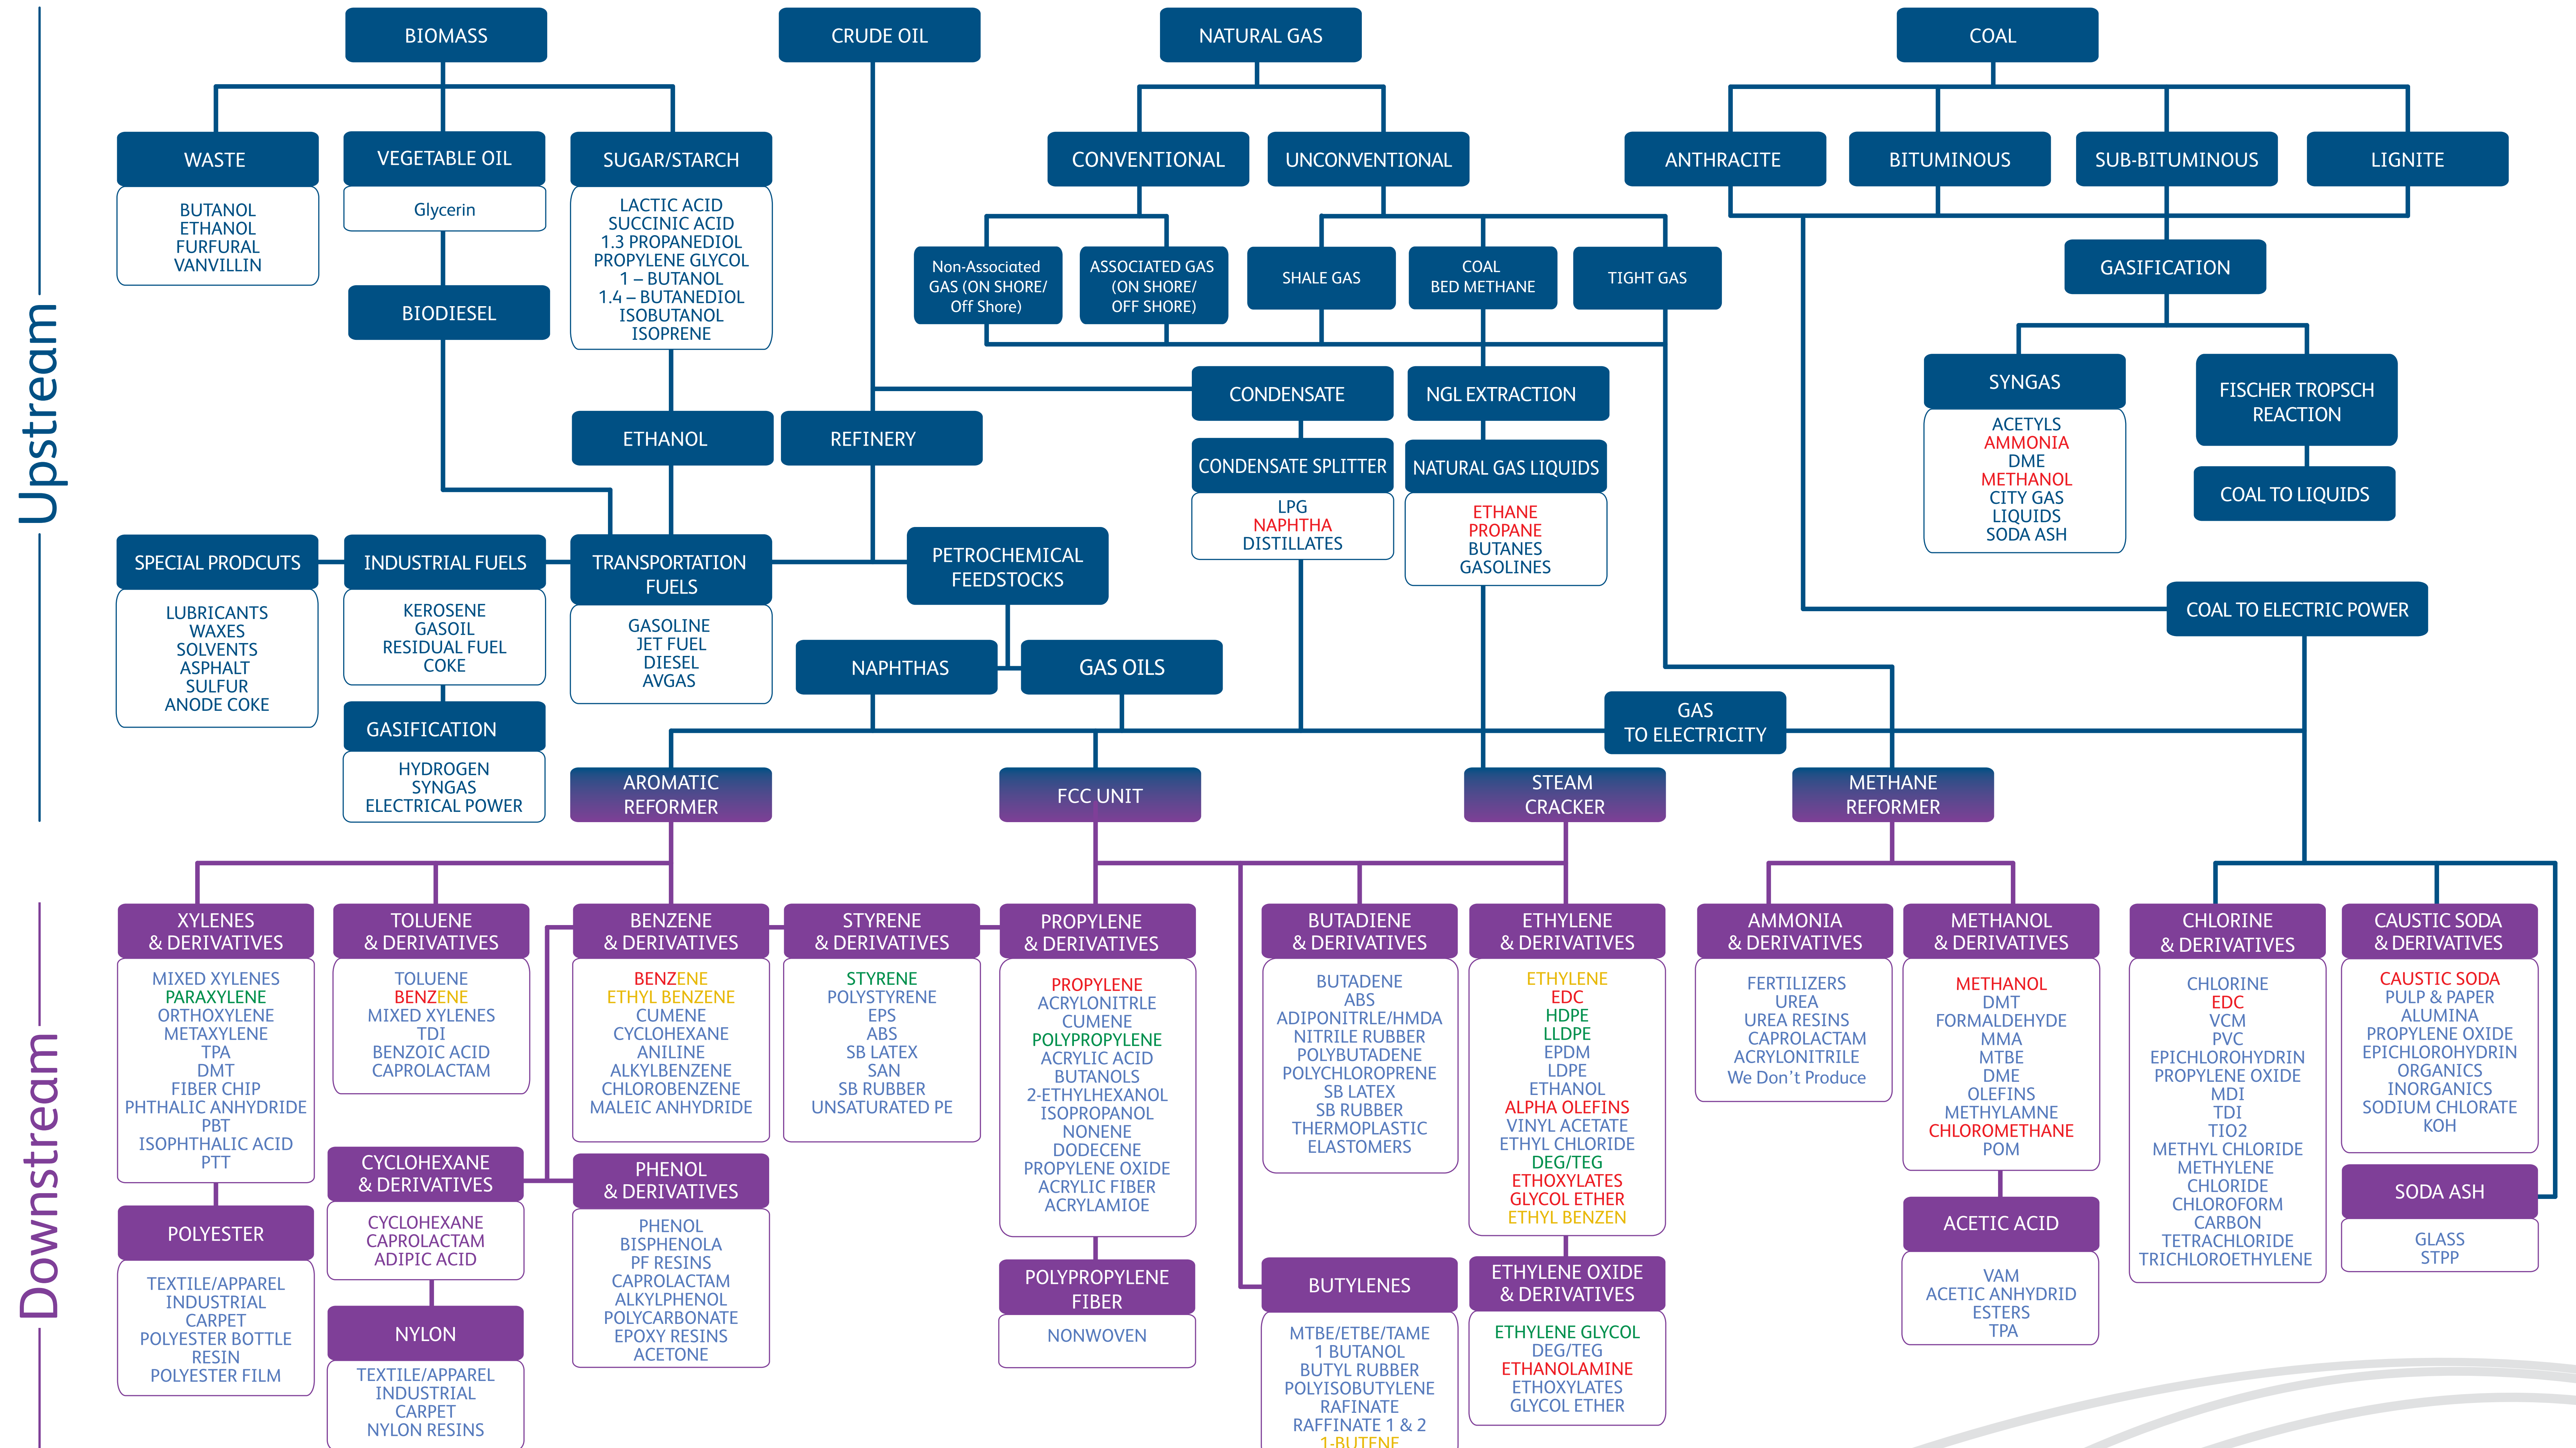 Upstream
BIOMASS
CRUDE OIL
NATURAL GAS
COAL
WASTE
BUTANOL
ETHANOL
FURFURAL
VANVILLIN
VEGETABLE OIL
Glycerin
BIODIESEL
SUGAR/STARCH
LACTIC ACID
SUCCINIC ACID
1.3 PROPANEDIOL
PROPYLENE GLYCOL
1 – BUTANOL
1.4 – BUTANEDIOL
ISOBUTANOL
ISOPRENE
ETHANOL
REFINERY
CONVENTIONAL
UNCONVENTIONAL
Non-Associated
GAS (ON SHORE/
Off Shore)
ASSOCIATED GAS
(ON SHORE/
OFF SHORE)
SHALE GAS
COAL
BED METHANE
TIGHT GAS
ANTHRACITE
BITUMINOUS
SUB-BITUMINOUS
LIGNITE
GASIFICATION
CONDENSATE
NGL EXTRACTION
CONDENSATE SPLITTER
LPG
NAPHTHA
DISTILLATES
NATURAL GAS LIQUIDS
ETHANE
PROPANE
BUTANES
GASOLINES
SYNGAS
ACETYLS
AMMONIA
DME
METHANOL
CITY GAS
LIQUIDS
SODA ASH
FISCHER TROPSCH
REACTION
COAL TO LIQUIDS
SPECIAL PRODCUTS
LUBRICANTS
WAXES
SOLVENTS
ASPHALT
SULFUR
ANODE COKE
INDUSTRIAL FUELS
KEROSENE
GASOIL
RESIDUAL FUEL
COKE
GASIFICATION
HYDROGEN
SYNGAS
ELECTRICAL POWER
TRANSPORTATION
FUELS
GASOLINE
JET FUEL
DIESEL
AVGAS
PETROCHEMICAL
FEEDSTOCKS
NAPHTHAS
GAS OILS
COAL TO ELECTRIC POWER
GAS
TO ELECTRICITY
AROMATIC
REFORMER
FCC UNIT
STEAM
CRACKER
METHANE
REFORMER
Downstream
XYLENES
& DERIVATIVES
MIXED XYLENES
PARAXYLENE
ORTHOXYLENE
METAXYLENE
TPA
DMT
FIBER CHIP
PHTHALIC ANHYDRIDE
PBT
ISOPHTHALIC ACID
PTT
POLYESTER
TEXTILE/APPAREL
INDUSTRIAL
CARPET
POLYESTER BOTTLE
RESIN
POLYESTER FILM
TOLUENE
& DERIVATIVES
TOLUENE
BENZENE
MIXED XYLENES
TDI
BENZOIC ACID
CAPROLACTAM
CYCLOHEXANE
& DERIVATIVES
CYCLOHEXANE
CAPROLACTAM
ADIPIC ACID
NYLON
TEXTILE/APPAREL
INDUSTRIAL
CARPET
NYLON RESINS
BENZENE
& DERIVATIVES
BENZENE
ETHYL BENZENE
CUMENE
CYCLOHEXANE
ANILINE
ALKYLBENZENE
CHLOROBENZENE
MALEIC ANHYDRIDE
PHENOL
& DERIVATIVES
PHENOL
BISPHENOLA
PF RESINS
CAPROLACTAM
ALKYLPHENOL
POLYCARBONATE
EPOXY RESINS
ACETONE
STYRENE
& DERIVATIVES
STYRENE
POLYSTYRENE
EPS
ABS
SB LATEX
SAN
SB RUBBER
UNSATURATED PE
PROPYLENE
& DERIVATIVES
PROPYLENE
ACRYLONITRLE
CUMENE
POLYPROPYLENE
ACRYLIC ACID
BUTANOLS
2-ETHYLHEXANOL
ISOPROPANOL
NONENE
DODECENE
PROPYLENE OXIDE
ACRYLIC FIBER
ACRYLAMIOE
POLYPROPYLENE
FIBER
NONWOVEN
BUTADIENE
& DERIVATIVES
BUTADENE
ABS
ADIPONITRLE/HMDA
NITRILE RUBBER
POLYBUTADENE
POLYCHLOROPRENE
SB LATEX
SB RUBBER
THERMOPLASTIC
ELASTOMERS
BUTYLENES
MTBE/ETBE/TAME
1 BUTANOL
BUTYL RUBBER
POLYISOBUTYLENE
RAFINATE
RAFFINATE 1 & 2
1-BUTENE
ETHYLENE
& DERIVATIVES
ETHYLENE
EDC
HDPE
LLDPE
EPDM
LDPE
ETHANOL
ALPHA OLEFINS
VINYL ACETATE
ETHYL CHLORIDE
DEG/TEG
ETHOXYLATES
GLYCOL ETHER
ETHYL BENZEN
ETHYLENE OXIDE
& DERIVATIVES
ETHYLENE GLYCOL
DEG/TEG
ETHANOLAMINE
ETHOXYLATES
GLYCOL ETHER
AMMONIA
& DERIVATIVES
FERTILIZERS
UREA
UREA RESINS
CAPROLACTAM
ACRYLONITRILE
We Don't Produce
METHANOL
& DERIVATIVES
METHANOL
DMT
FORMALDEHYDE
MMA
MTBE
DME
OLEFINS
METHYLAMNE
CHLOROMETHANE
POM
ACETIC ACID
VAM
ACETIC ANHYDRID
ESTERS
TPA
CHLORINE
& DERIVATIVES
CHLORINE
EDC
VCM
PVC
EPICHLOROHYDRIN
PROPYLENE OXIDE
MDI
TDI
TIO2
METHYL CHLORIDE
METHYLENE
CHLORIDE
CHLOROFORM
CARBON
TETRACHLORIDE
TRICHLOROETHYLENE
CAUSTIC SODA
& DERIVATIVES
CAUSTIC SODA
PULP & PAPER
ALUMINA
PROPYLENE OXIDE
EPICHLOROHYDRIN
ORGANICS
INORGANICS
SODIUM CHLORATE
KOH
SODA ASH
GLASS
STPP